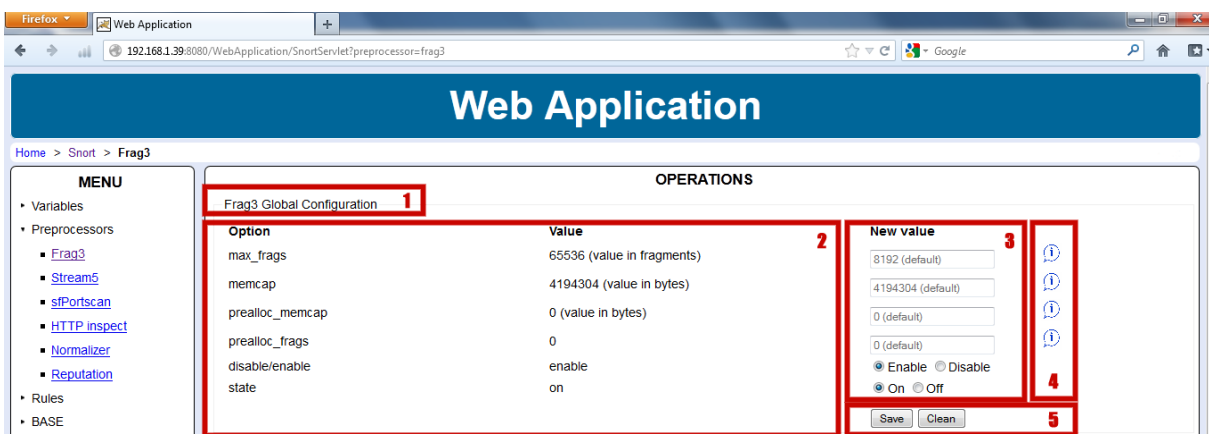 Firefox
Web Application
192.168.1.39:8080/WebApplication/SnortServlet?preprocessor=frag3
Google
Web Application
Home > Snort > Frag3
MENU
Variables
Preprocessors
Frag3
Stream5
sfPortscan
HTTP inspect
Normalizer
Reputation
Rules
BASE
OPERATIONS
Frag3 Global Configuration 1
Option Value 2 New value 3
max_frags 65536 (value in fragments) 8192 (default)
memcap 4194304 (value in bytes) 4194304 (default)
prealloc_memcap 0 (value in bytes) 0 (default)
prealloc_frags 0 0 (default)
disable/enable enable Enable Disable
state on On Off 4
Save Clean 5